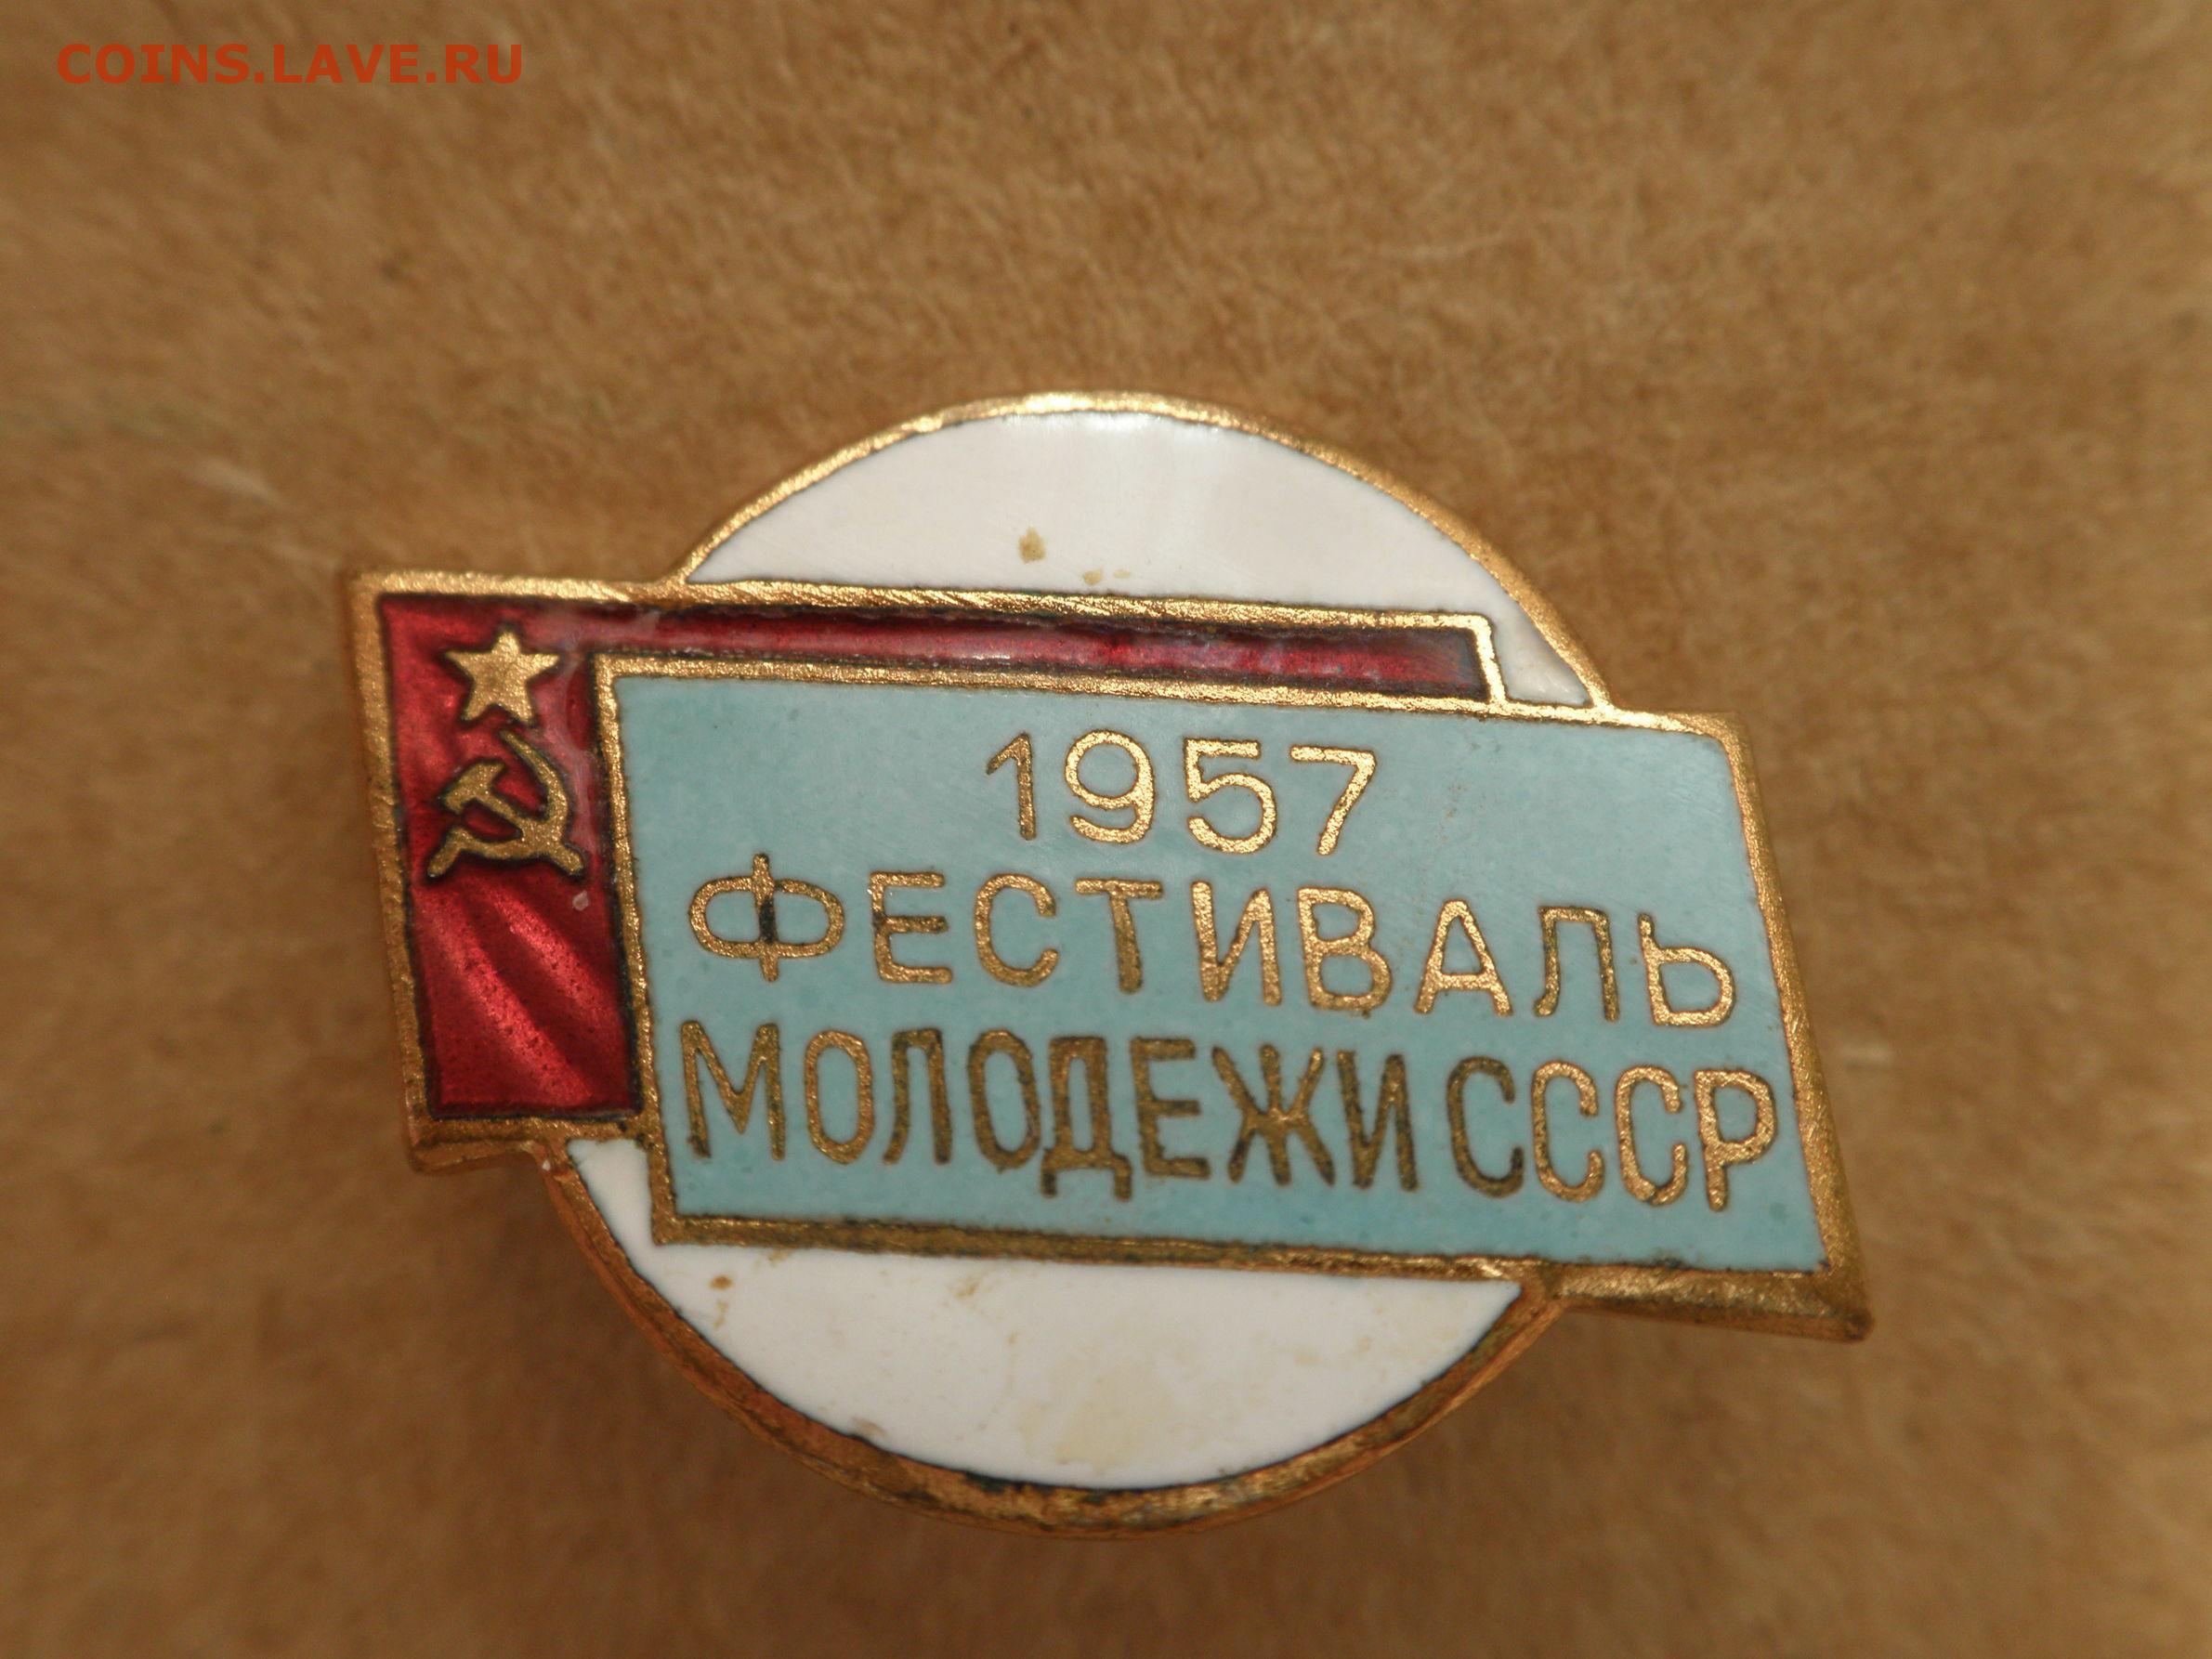 COINS.LAVE.RU
1957
ФЕСТИВАЛЬ
МОЛОДЕЖИ СССР